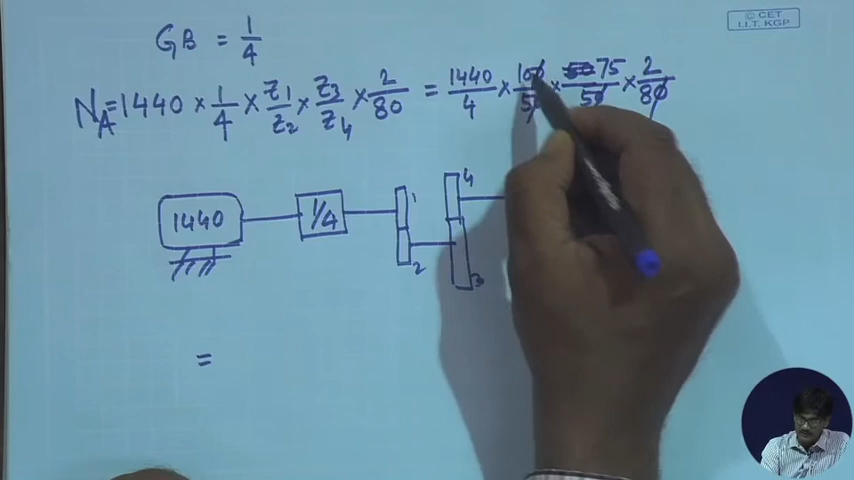 © CET
I.I.T. KGP
GB = 1/4
N_A = 1440 × 1/4 × z1/z2 × z3/z4 × 2/80 = 1440/4 × 100/50 × 75/50 × 2/80
1440 1/4 1 2 4 3
=